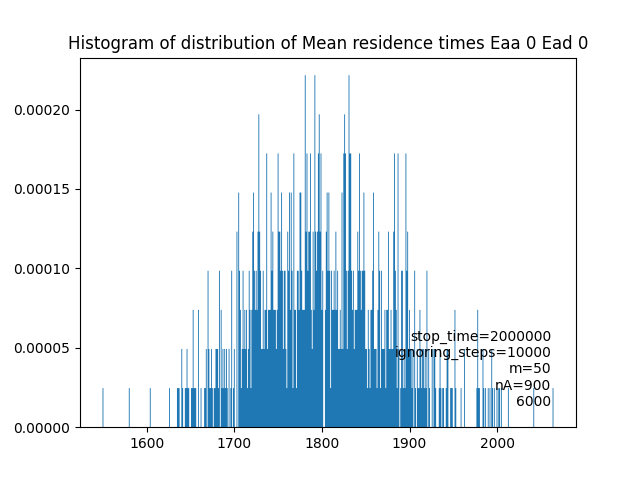 Histogram of distribution of Mean residence times Eaa 0 Ead 0
0.00020
0.00015
0.00010
0.00005
0.00000
stop_time=2000000
ignoring_steps=10000
m=50
nA=900
6000
1600 1700 1800 1900 2000